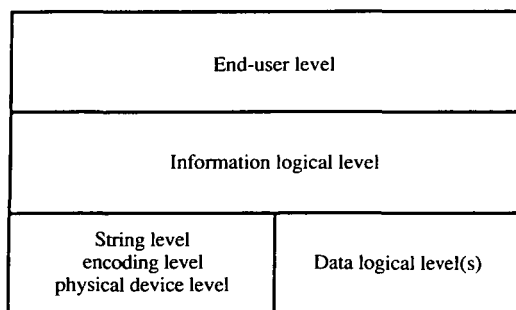 End-user level
Information logical level
String level
encoding level
physical device level
Data logical level(s)